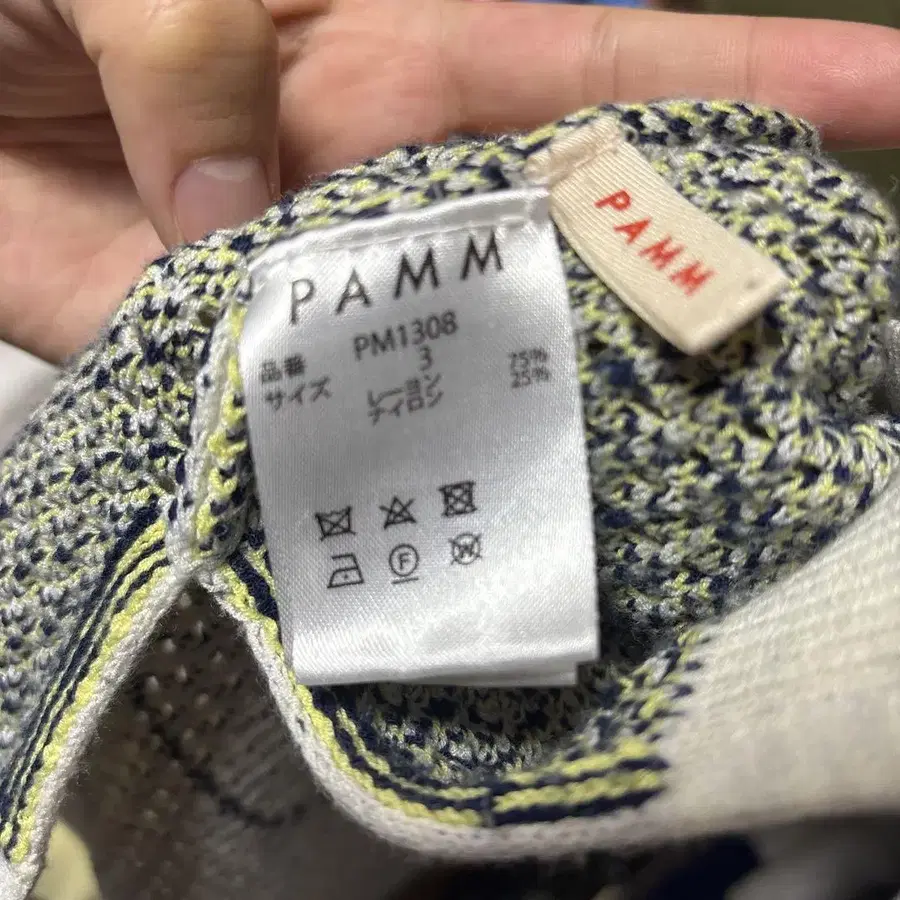 PAMM
品番 PM1308
サイズ 3
レーヨン 75%
ナイロン 25%
F
W
PAMM